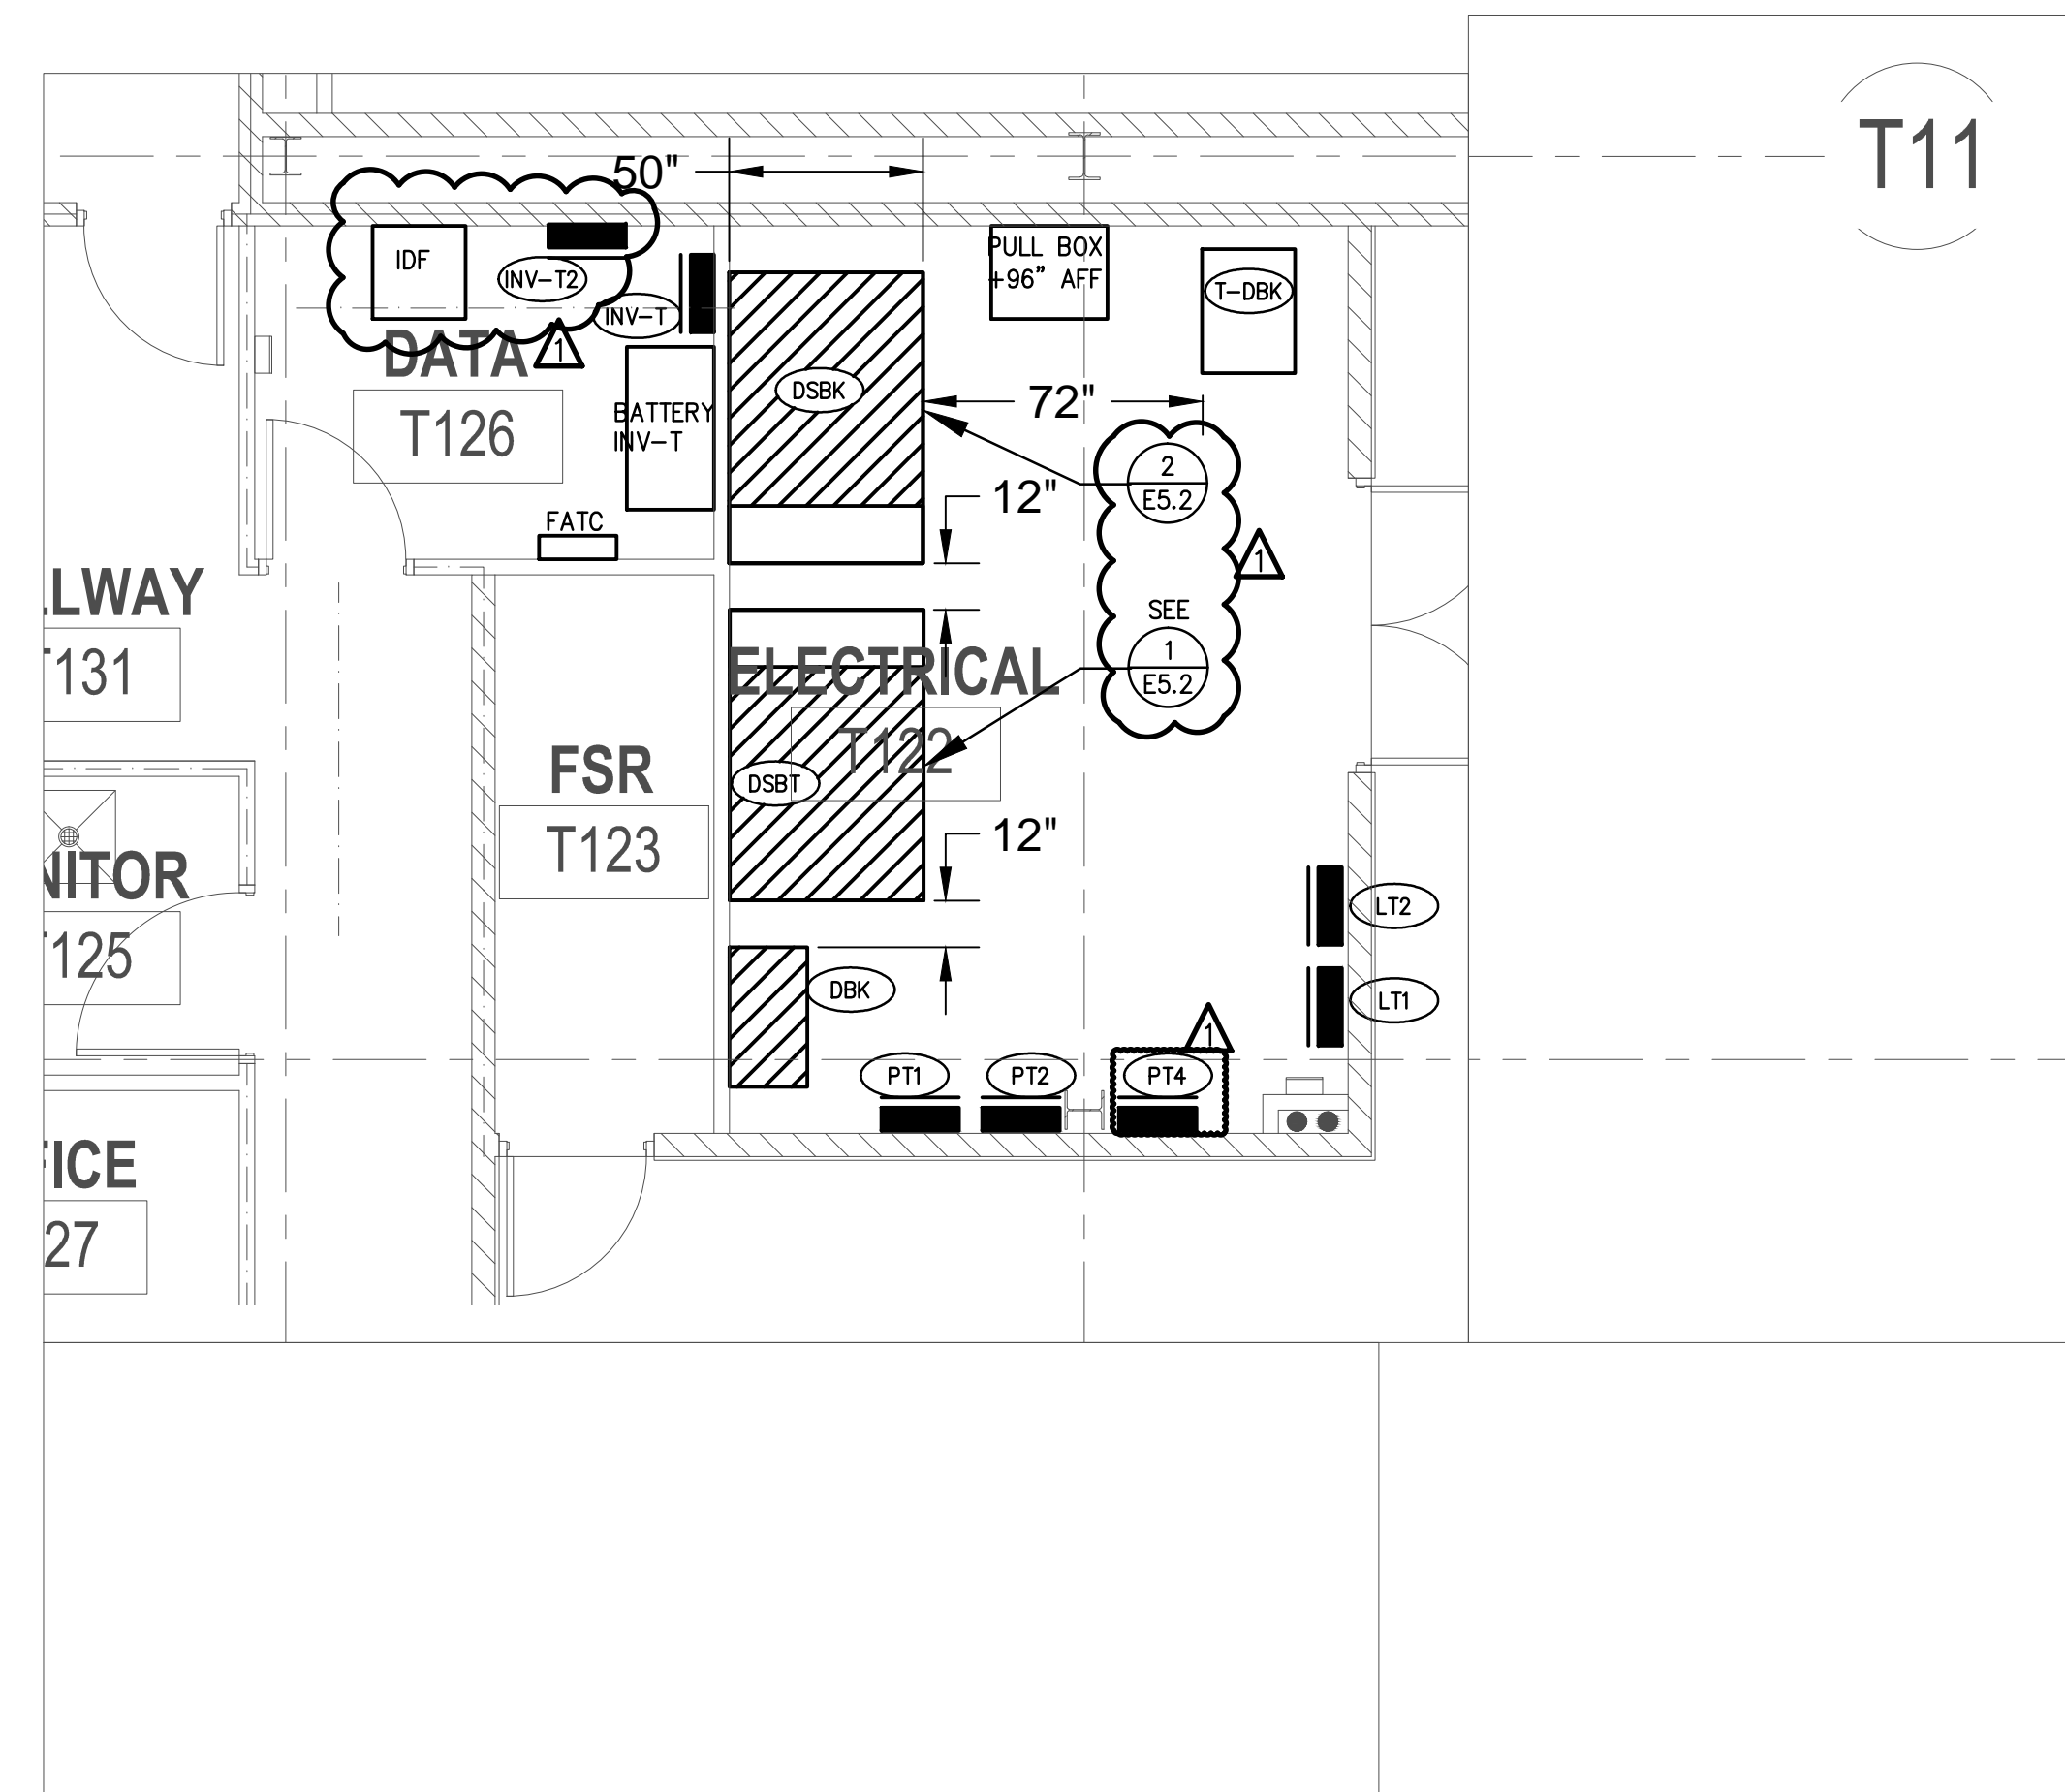 T11
50"
IDF
INV-T2
INV-T
PULL BOX
+96” AFF
T-DBK
DATA
1
T126
BATTERY
INV-T
DSBK
72"
2
E5.2
12"
FATC
1
LLWAY
T131
SEE
1
E5.2
ELECTRICAL
T122
FSR
T123
DSBT
12"
NITOR
T125
LT2
DBK
LT1
1
PT1
PT2
PT4
FICE
27